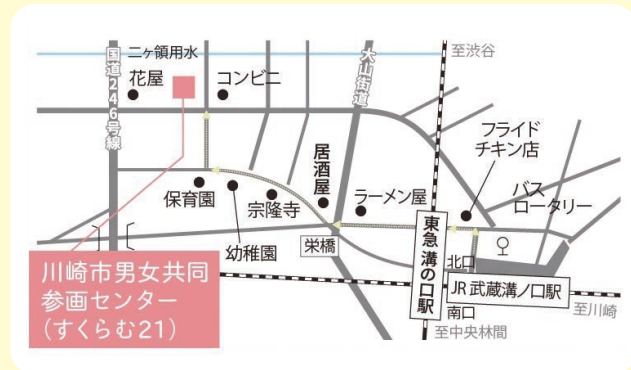 二ヶ領用水
至渋谷
国道246号線
花屋
コンビニ
大山街道
フライド
チキン店
居酒屋
バス
ロータリー
保育園
宗隆寺
ラーメン屋
幼稚園
栄橋
東急 溝の口駅
北口
JR 武蔵溝ノ口駅
南口
至川崎
至中央林間
川崎市男女共同
参画センター
(すくらむ21)